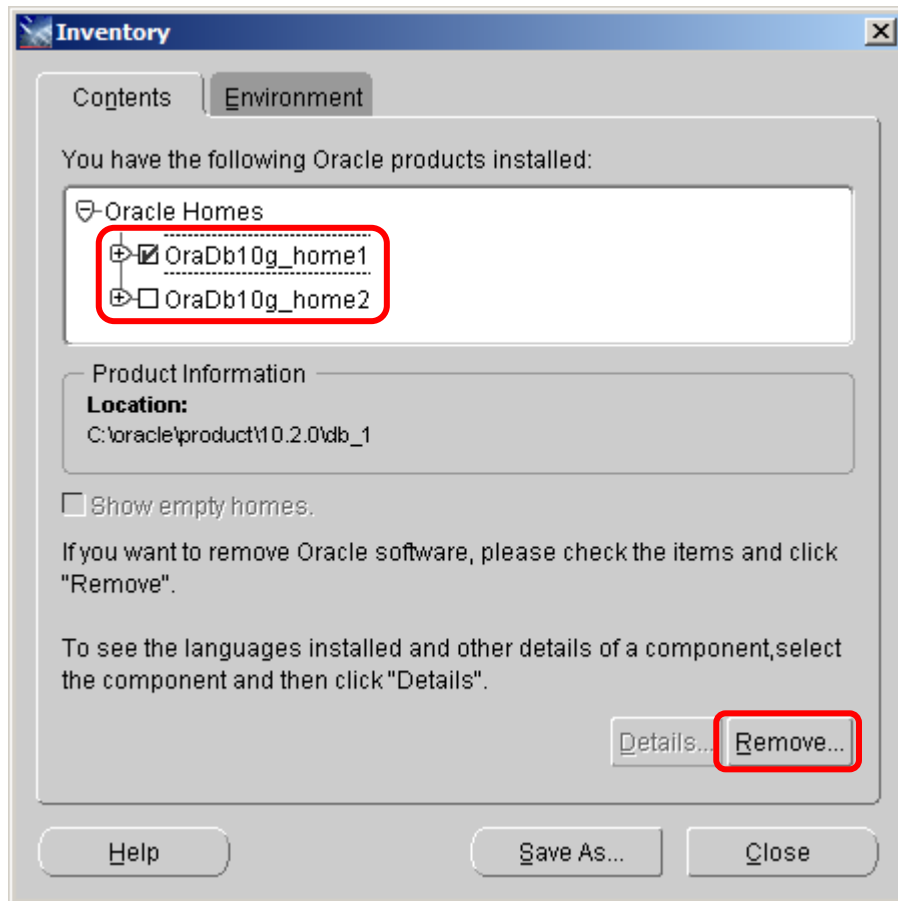 Inventory
Contents
Environment
You have the following Oracle products installed:
Oracle Homes
OraDb10g_home1
OraDb10g_home2
Product Information
Location:
C:\oracle\product\10.2.0\db_1
Show empty homes.
If you want to remove Oracle software, please check the items and click
"Remove".
To see the languages installed and other details of a component,select
the component and then click "Details".
Details... Remove...
Help Save As... Close